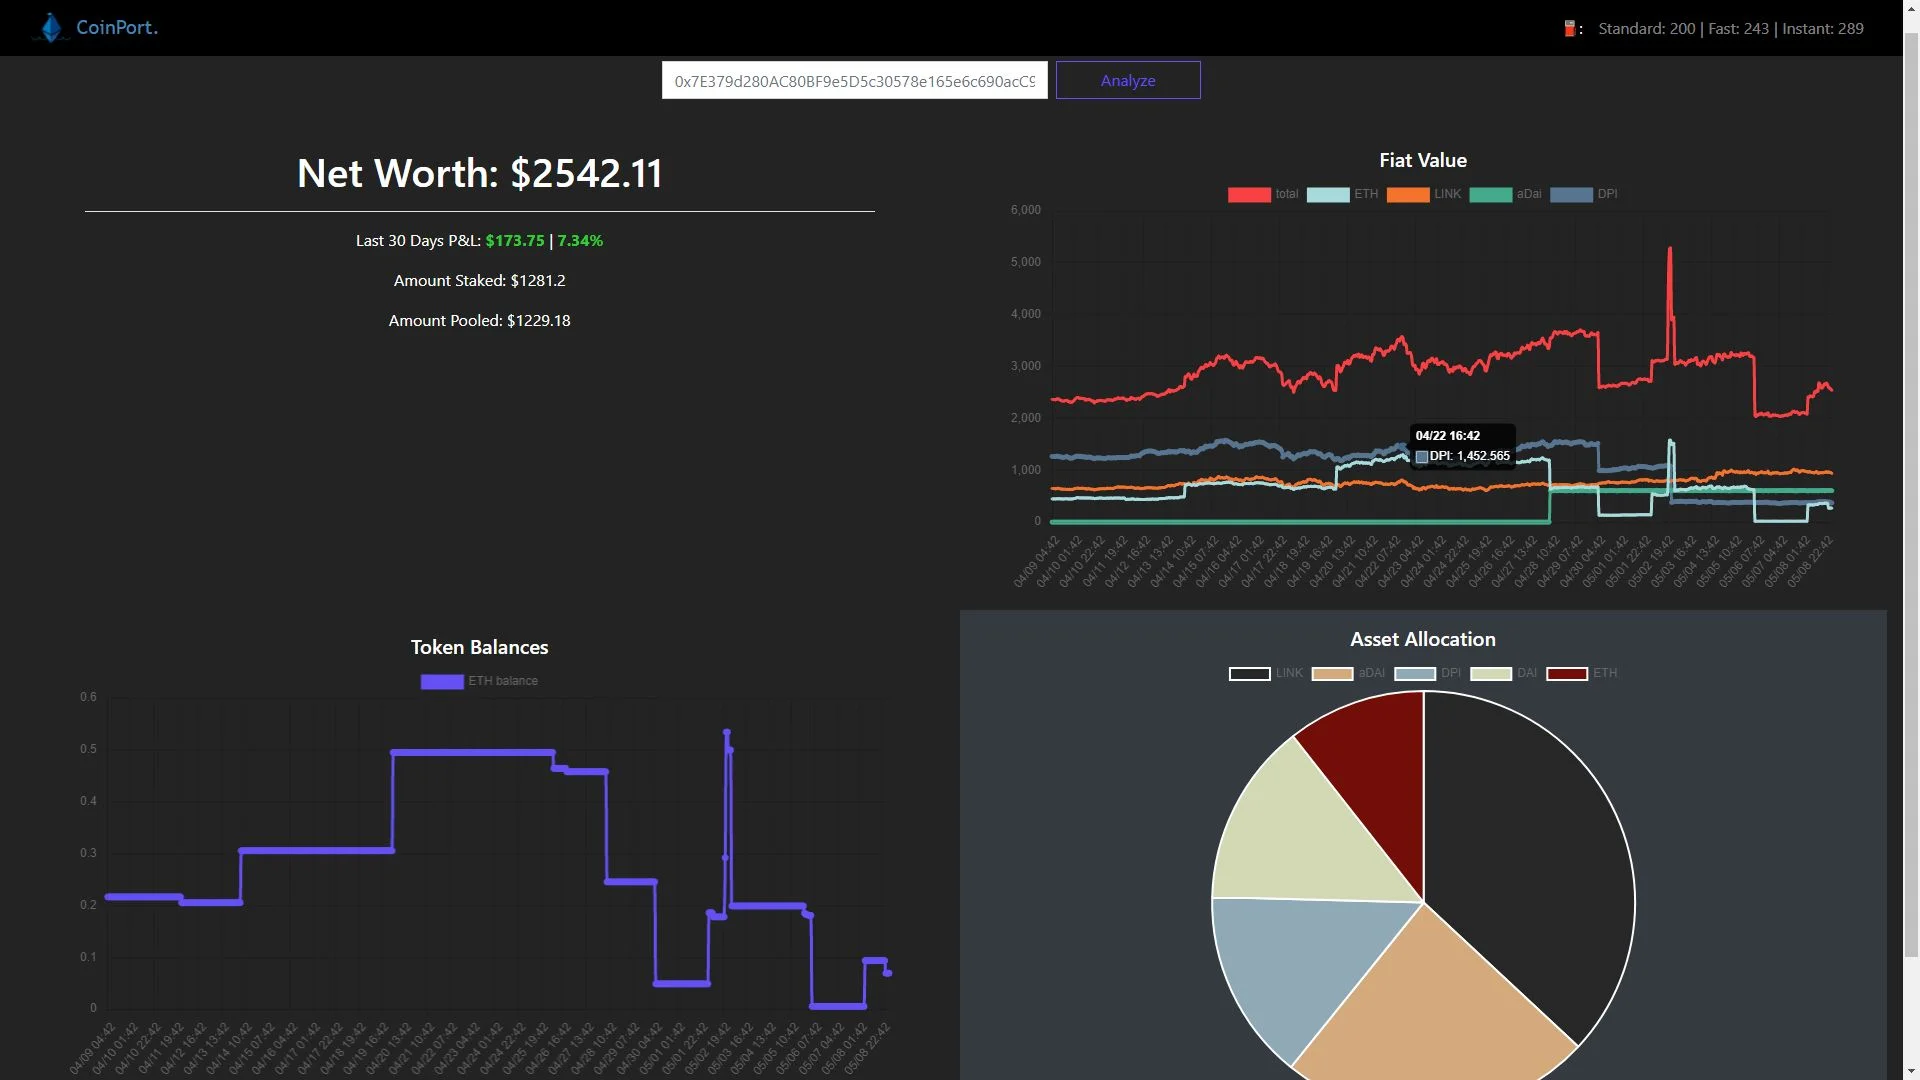 CoinPort.
⛽: Standard: 200 | Fast: 243 | Instant: 289
0x7E379d280AC80BF9e5D5c30578e165e6c690acC9
Analyze
Net Worth: $2542.11
Last 30 Days P&L: $173.75 | 7.34%
Amount Staked: $1281.2
Amount Pooled: $1229.18
Fiat Value
total ETH LINK aDai DPI
6,000
5,000
4,000
3,000
2,000
1,000
0
04/22 16:42
DPI: 1,452.565
04/09 04:42 04/10 01:42 04/10 22:42 04/11 19:42 04/12 16:42 04/13 13:42 04/14 10:42 04/15 07:42 04/16 04:42 04/17 01:42 04/17 22:42 04/18 19:42 04/19 16:42 04/20 13:42 04/21 10:42 04/22 07:42 04/23 04:42 04/24 01:42 04/24 22:42 04/25 19:42 04/26 16:42 04/27 13:42 04/28 10:42 04/29 07:42 04/30 04:42 05/01 01:42 05/01 22:42 05/02 19:42 05/03 16:42 05/04 13:42 05/05 10:42 05/06 07:42 05/07 04:42 05/08 01:42 05/08 22:42
Token Balances
ETH balance
0.6
0.5
0.4
0.3
0.2
0.1
0
04/09 04:42 04/10 01:42 04/10 22:42 04/11 19:42 04/12 16:42 04/13 13:42 04/14 10:42 04/15 07:42 04/16 04:42 04/17 01:42 04/17 22:42 04/18 19:42 04/19 16:42 04/20 13:42 04/21 10:42 04/22 07:42 04/23 04:42 04/24 01:42 04/24 22:42 04/25 19:42 04/26 16:42 04/27 13:42 04/28 10:42 04/29 07:42 04/30 04:42 05/01 01:42 05/01 22:42 05/02 19:42 05/03 16:42 05/04 13:42 05/05 10:42 05/06 07:42 05/07 04:42 05/08 01:42 05/08 22:42
Asset Allocation
LINK aDAI DPI DAI ETH